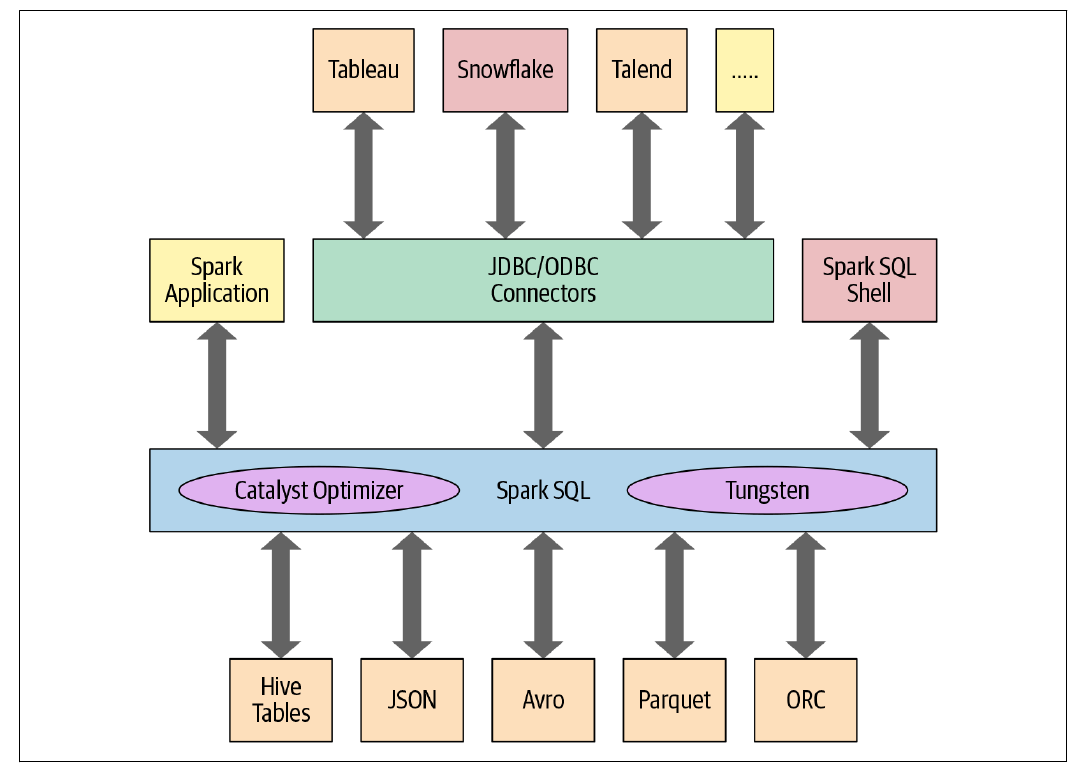 Tableau
Snowflake
Talend
.....
Spark
Application
JDBC/ODBC
Connectors
Spark SQL
Shell
Catalyst Optimizer
Spark SQL
Tungsten
Hive
Tables
JSON
Avro
Parquet
ORC